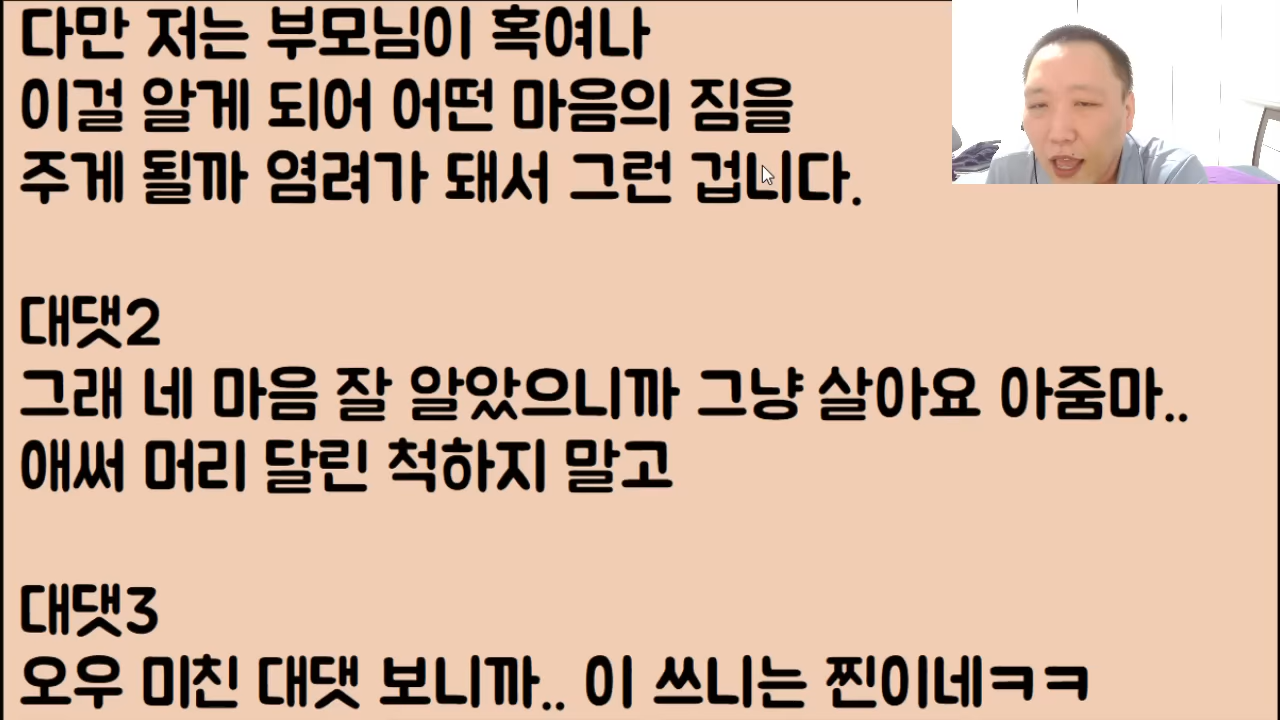 다만 저는 부모님이 혹여나
이걸 알게 되어 어떤 마음의 짐을
주게 될까 염려가 돼서 그런 겁니다.
대댓2
그래 네 마음 잘 알았으니까 그냥 살아요 아줌마..
애써 머리 달린 척하지 말고
대댓3
오우 미친 대댓 보니까.. 이 쓰니는 찐이네ㅋㅋ